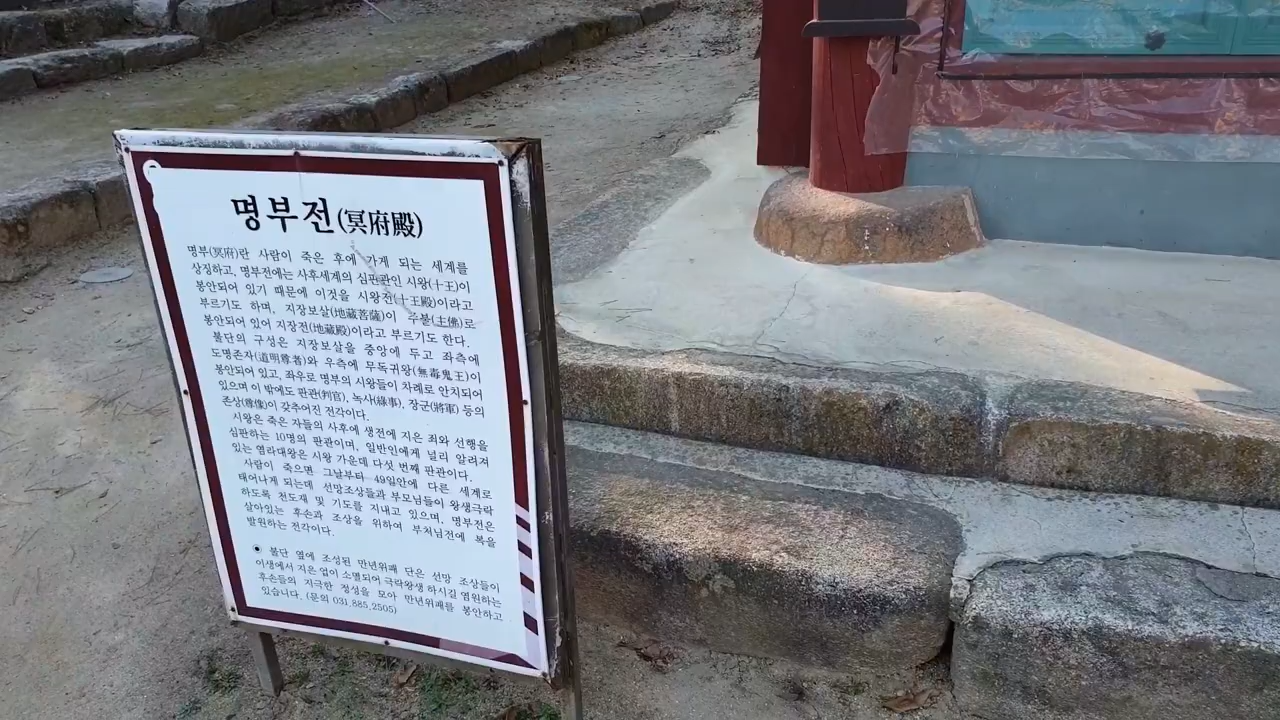 명부전(冥府殿)
명부(冥府)란 사람이 죽은 후에 가게 되는 세계를
상징하고, 명부전에는 사후세계의 심판관인 시왕(十王)이
봉안되어 있기 때문에 이것을 시왕전(十王殿)이라고
부르기도 하며, 지장보살(地藏菩薩)이 주불(主佛)로
봉안되어 있어 지장전(地藏殿)이라고 부르기도 한다.
불단의 구성은 지장보살을 중앙에 두고 좌측에
도명존자(道明尊者)와 우측에 무독귀왕(無毒鬼王)이
봉안되어 있고, 좌우로 명부의 시왕들이 차례로 안치되어
있으며 이 밖에도 판관(判官), 녹사(綠事), 장군(將軍) 등의
존상(尊像)이 갖추어진 전각이다.
시왕은 죽은 자들의 사후에 생전에 지은 죄와 선행을
심판하는 10명의 판관이며, 일반인에게 널리 알려져
있는 염라대왕은 시왕 가운데 다섯 번째 판관이다.
사람이 죽으면 그날부터 49일안에 다른 세계로
태어나게 되는데 선망조상들과 부모님들이 왕생극락
하도록 천도재 및 기도를 지내고 있으며, 명부전은
살아있는 후손과 조상을 위하여 부처님전에 복을
발원하는 전각이다.
◉ 불단 옆에 조성된 만년위패 단은 선망 조상들이
이생에서 지은 업이 소멸되어 극락왕생 하시길 염원하는
후손들의 지극한 정성을 모아 만년위패를 봉안하고
있습니다. (문의 031.885.2505)